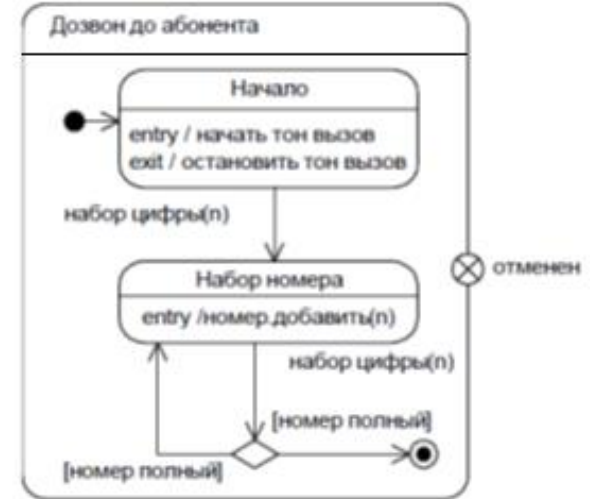 Дозвон до абонента
Начало
entry / начать тон вызов
exit / остановить тон вызов
набор цифры(n)
отменен
Набор номера
entry /номер.добавить(n)
набор цифры(n)
[номер полный]
[номер полный]